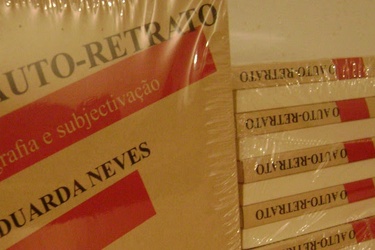 AUTO-RETRATO
grafia e subjectivação
DUARDA NEVES
O AUTO-RETRATO
O AUTO-RETRATO
O AUTO-RETRATO
O AUTO-RETRATO
O AUTO-RETRATO